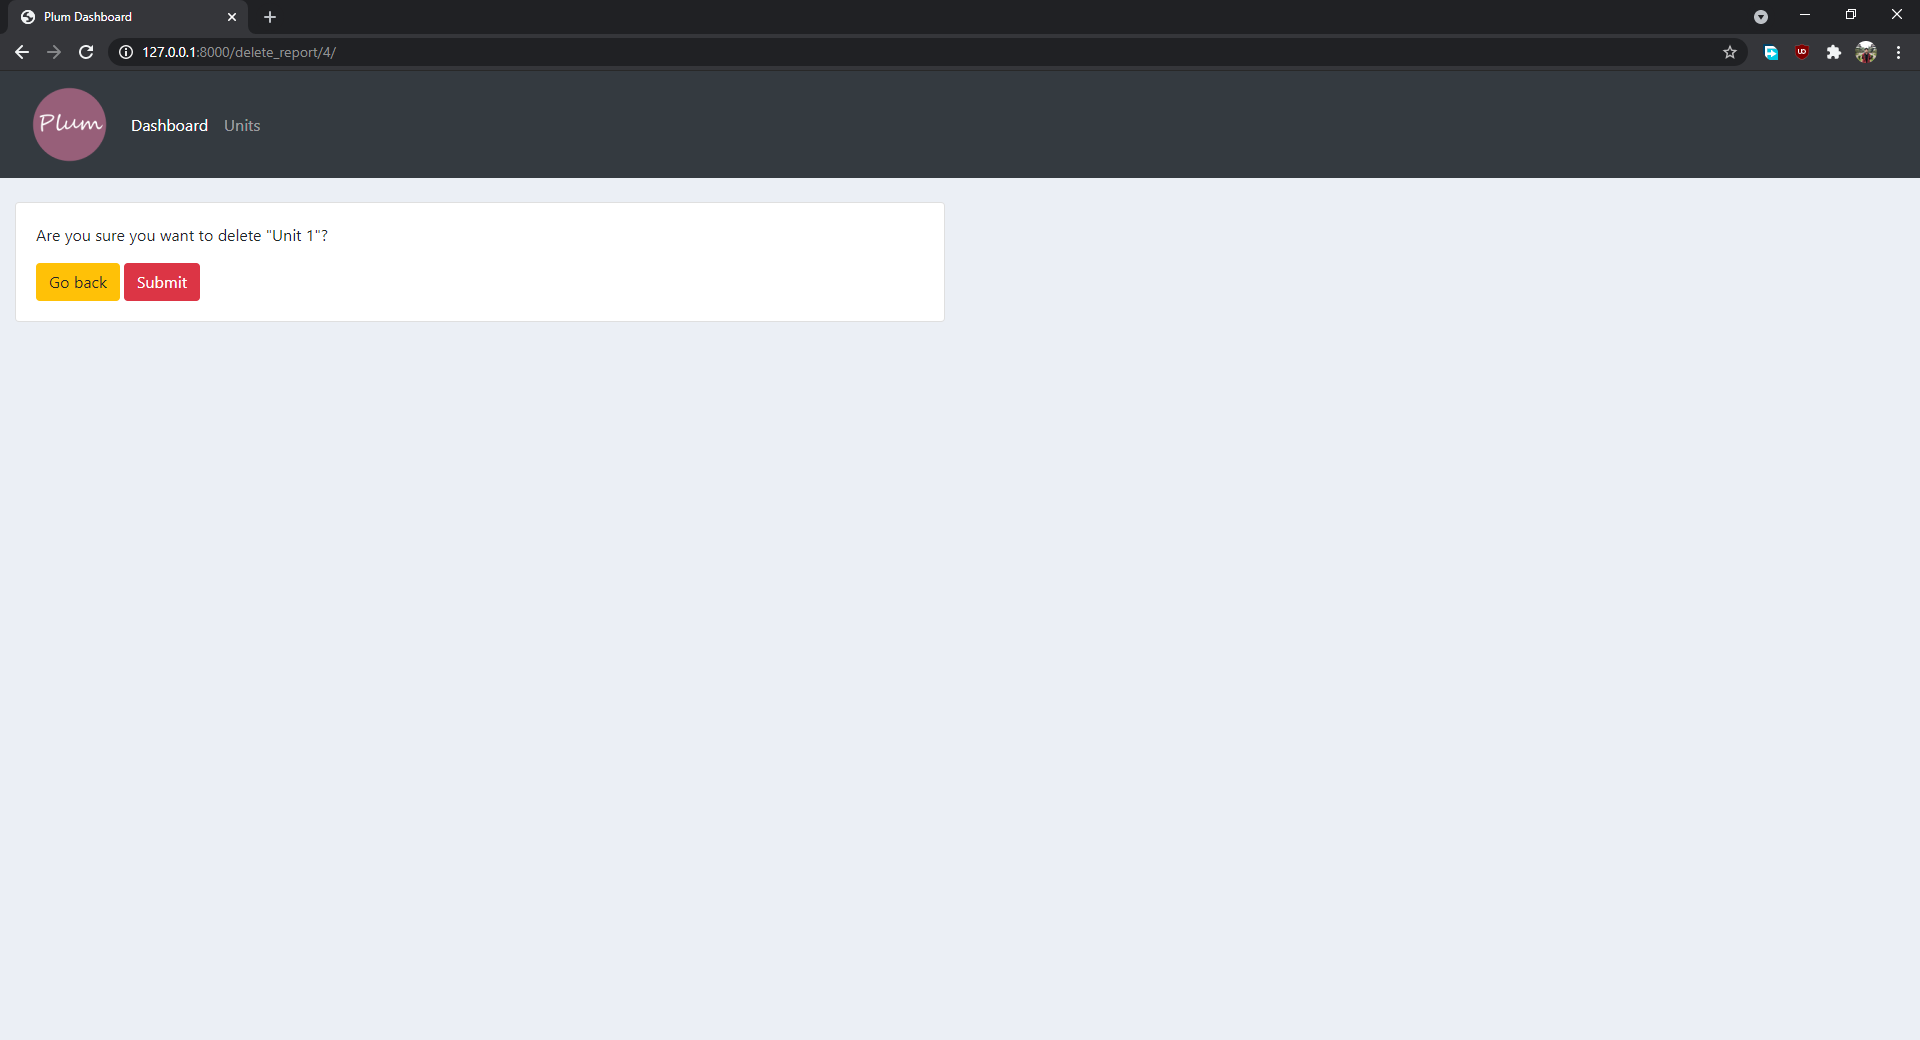 Plum Dashboard
127.0.0.1:8000/delete_report/4/
Plum
Dashboard
Units
Are you sure you want to delete "Unit 1"?
Go back
Submit